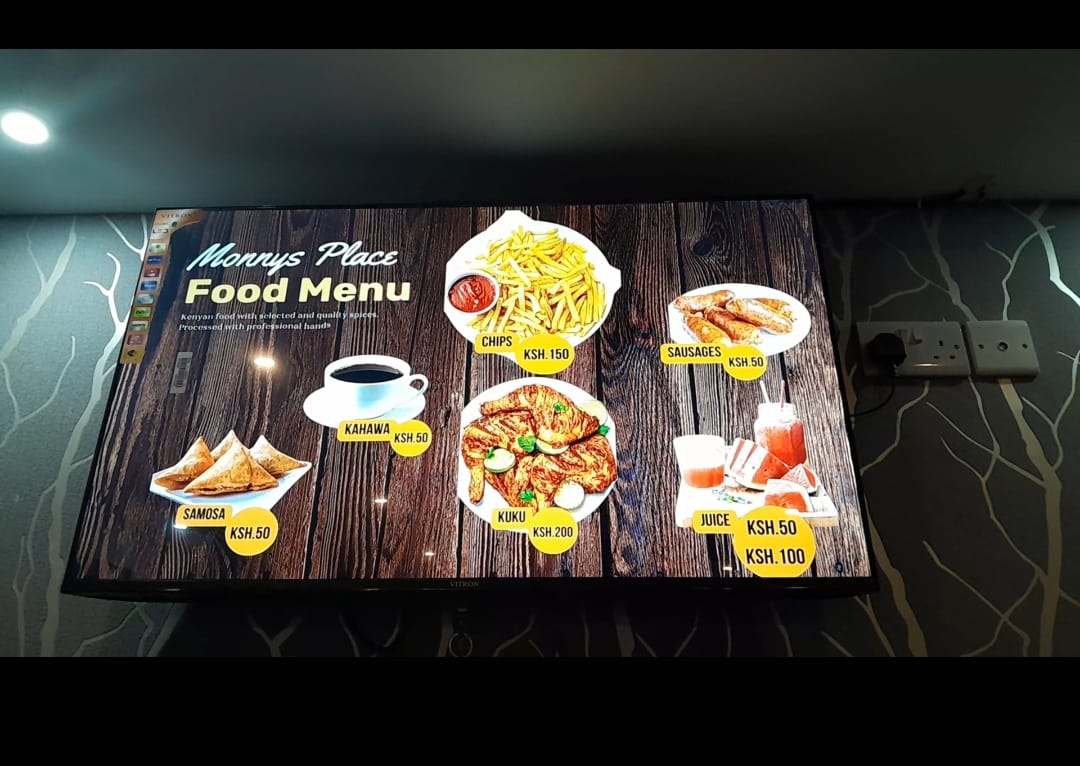 VITRON
Monnys Place
Food Menu
Kenyan food with selected and quality spices.
Processed with professional hands
CHIPS
KSH.150
SAUSAGES
KSH.50
KAHAWA
KSH.50
SAMOSA
KSH.50
KUKU
KSH.200
JUICE
KSH.50
KSH.100
VITRON